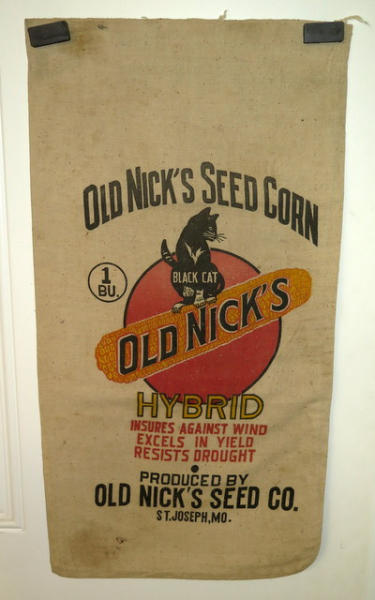 OLD NICK'S SEED CORN
1
BU.
BLACK CAT
OLD NICK'S
HYBRID
INSURES AGAINST WIND
EXCELS IN YIELD
RESISTS DROUGHT
PRODUCED BY
OLD NICK'S SEED CO.
ST. JOSEPH, MO.